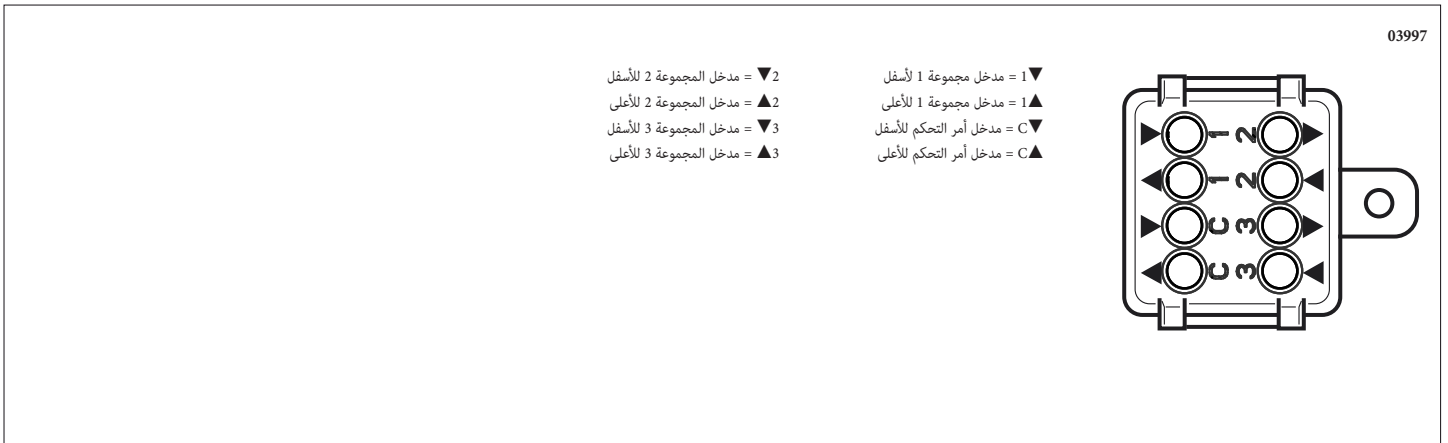 03997
1▼ = مدخل مجموعة 1 لأسفل
1▲ = مدخل مجموعة 1 للأعلى
C▼ = مدخل أمر التحكم للأسفل
C▲ = مدخل أمر التحكم للأعلى
2▼ = مدخل المجموعة 2 للأسفل
2▲ = مدخل المجموعة 2 للأعلى
3▼ = مدخل المجموعة 3 للأسفل
3▲ = مدخل المجموعة 3 للأعلى
▼ 1 2 ▼
▲ 1 2 ▲
▼ C 3 ▼
▲ C 3 ▲